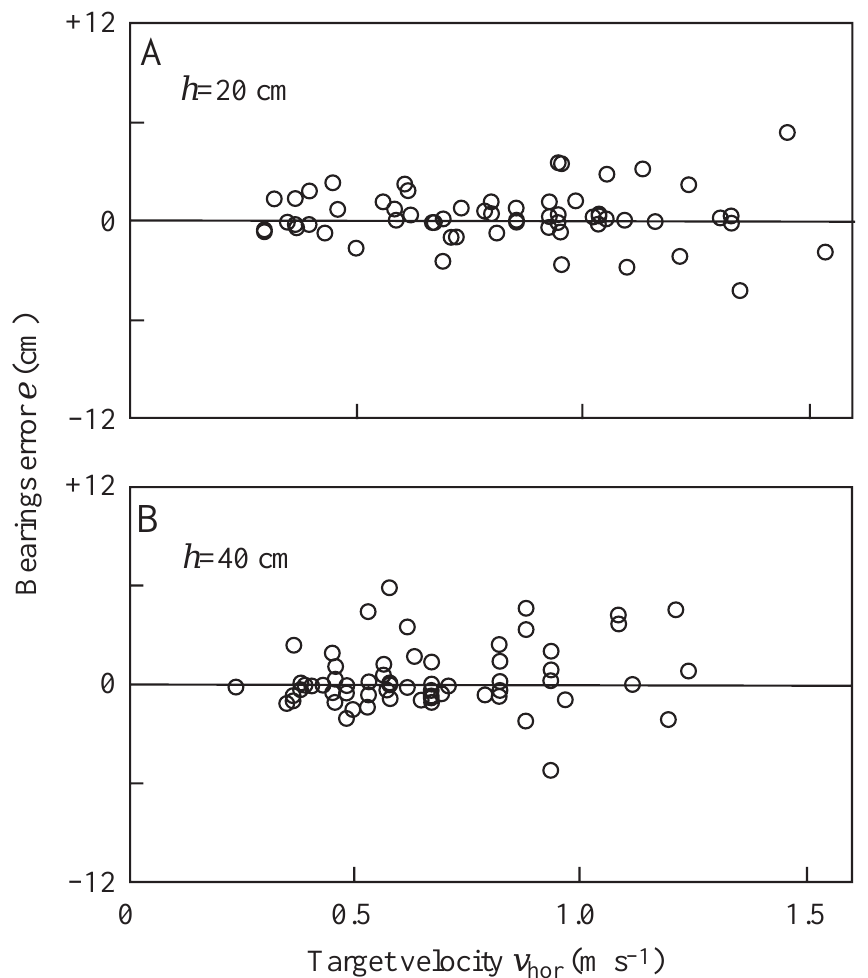 +12
A
h=20 cm
0
−12
Bearings error e (cm)
+12
B
h=40 cm
0
−12
0 0.5 1.0 1.5
Target velocity vhor (m s−1)